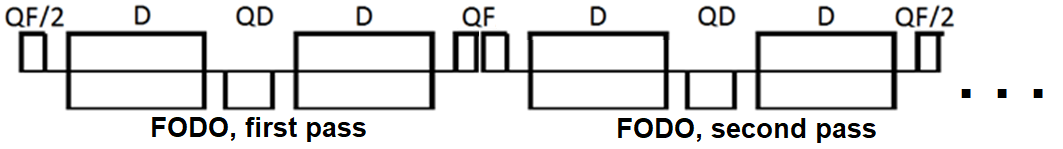 QF/2 D QD D QF D QD D QF/2
. . .
FODO, first pass FODO, second pass